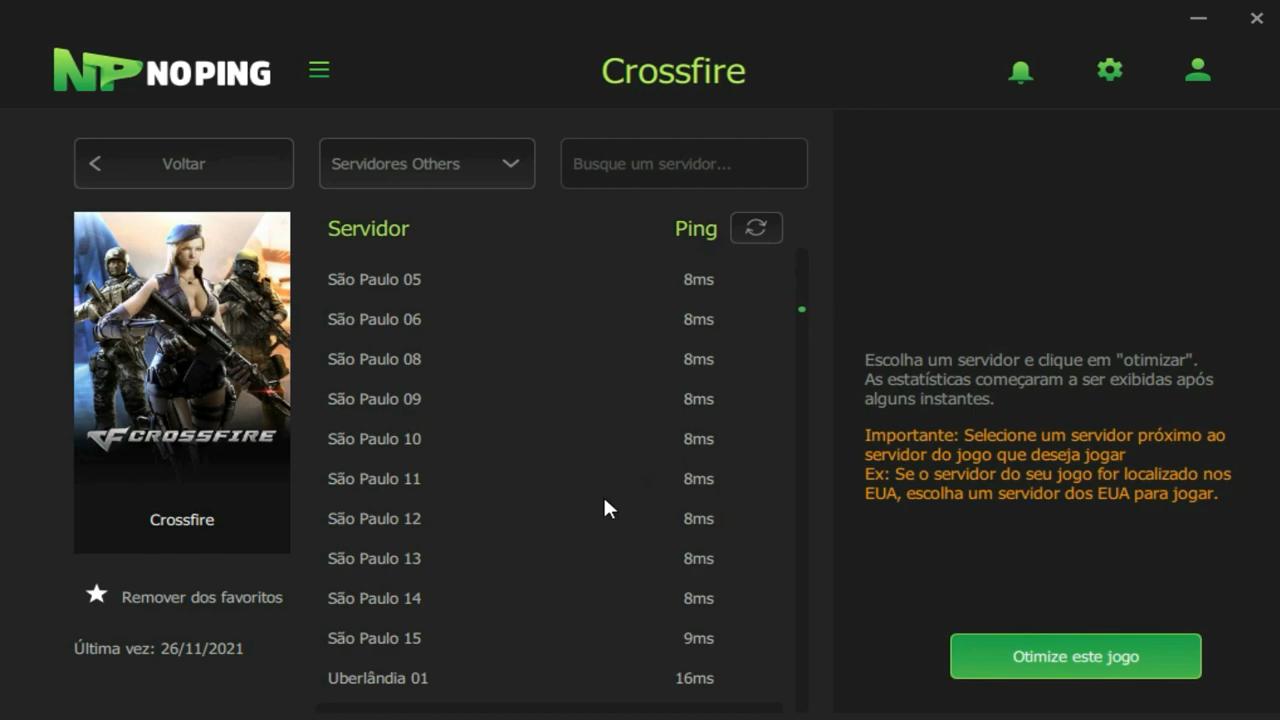 NP NOPING
Crossfire
Voltar
Servidores Others
Busque um servidor...
Servidor Ping
São Paulo 05 8ms
São Paulo 06 8ms
São Paulo 08 8ms
São Paulo 09 8ms
São Paulo 10 8ms
São Paulo 11 8ms
São Paulo 12 8ms
São Paulo 13 8ms
São Paulo 14 8ms
São Paulo 15 9ms
Uberlândia 01 16ms
CF CROSSFIRE
Crossfire
Remover dos favoritos
Última vez: 26/11/2021
Escolha um servidor e clique em "otimizar".
As estatísticas começaram a ser exibidas após
alguns instantes.
Importante: Selecione um servidor próximo ao
servidor do jogo que deseja jogar
Ex: Se o servidor do seu jogo for localizado nos
EUA, escolha um servidor dos EUA para jogar.
Otimize este jogo